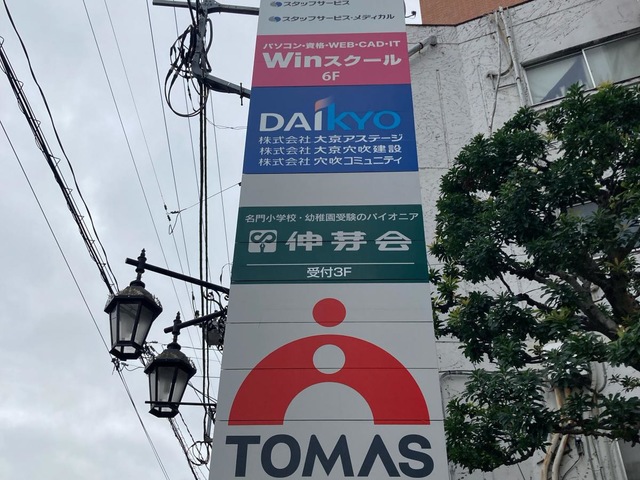 スタッフサービス
スタッフサービス・メディカル
パソコン・資格・WEB・CAD・IT
Winスクール
6F
DAIKYO
株式会社 大京アステージ
株式会社 大京穴吹建設
株式会社 穴吹コミュニティ
名門小学校・幼稚園受験のパイオニア
伸芽会
受付3F
TOMAS